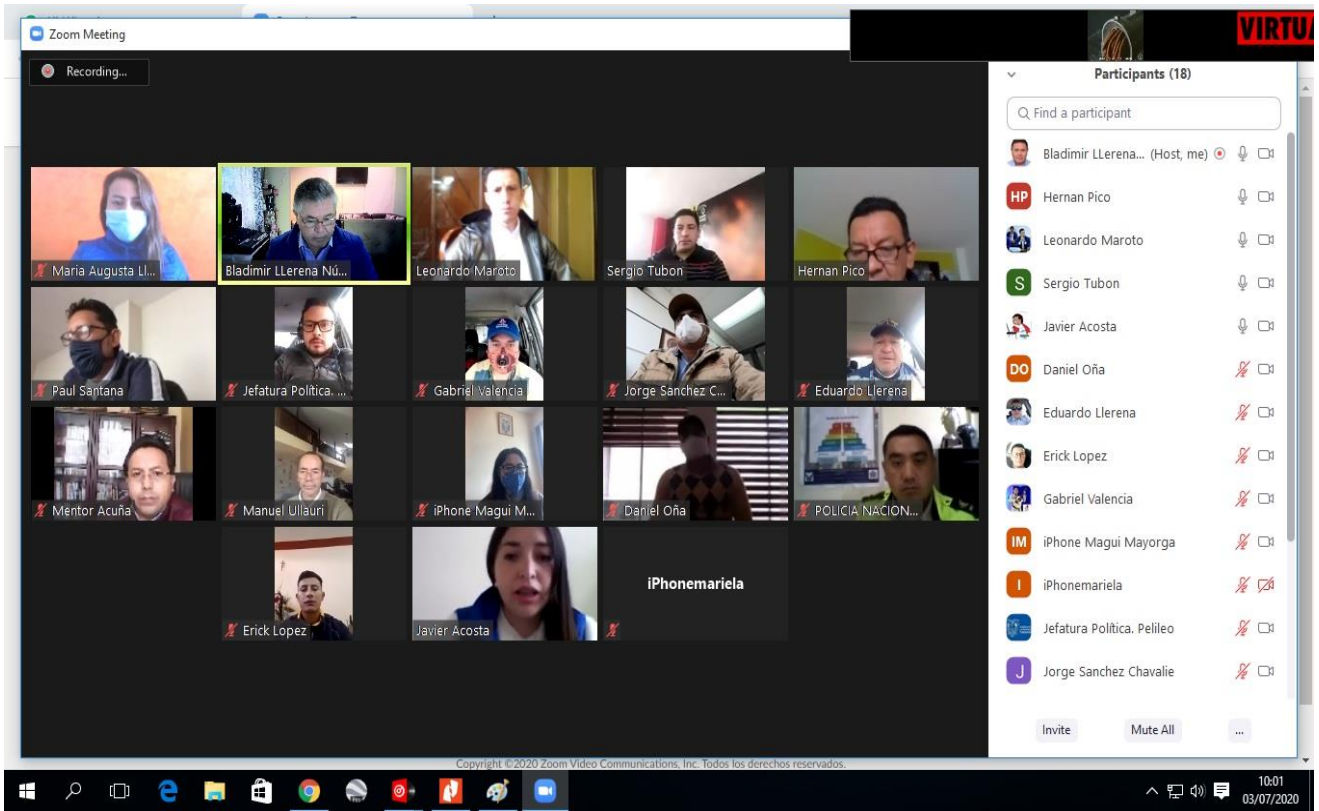 Zoom Meeting
VIRTUA
Recording...
Participants (18)
Find a participant
Bladimir LLerena... (Host, me)
HP Hernan Pico
Leonardo Maroto
S Sergio Tubon
Javier Acosta
DO Daniel Oña
Eduardo Llerena
Erick Lopez
Gabriel Valencia
IM iPhone Magui Mayorga
I iPhonemariela
Jefatura Política. Pelileo
J Jorge Sanchez Chavalie
Invite Mute All ...
Maria Augusta Ll... Bladimir LLerena Nú... Leonardo Maroto Sergio Tubon Hernan Pico
Paul Santana Jefatura Política. ... Gabriel Valencia Jorge Sanchez C... Eduardo Llerena
Mentor Acuña Manuel Ullauri iPhone Magui M... Daniel Oña POLICIA NACION...
iPhonemariela
Erick Lopez Javier Acosta
Copyright ©2020 Zoom Video Communications, Inc. Todos los derechos reservados.
10:01
03/07/2020